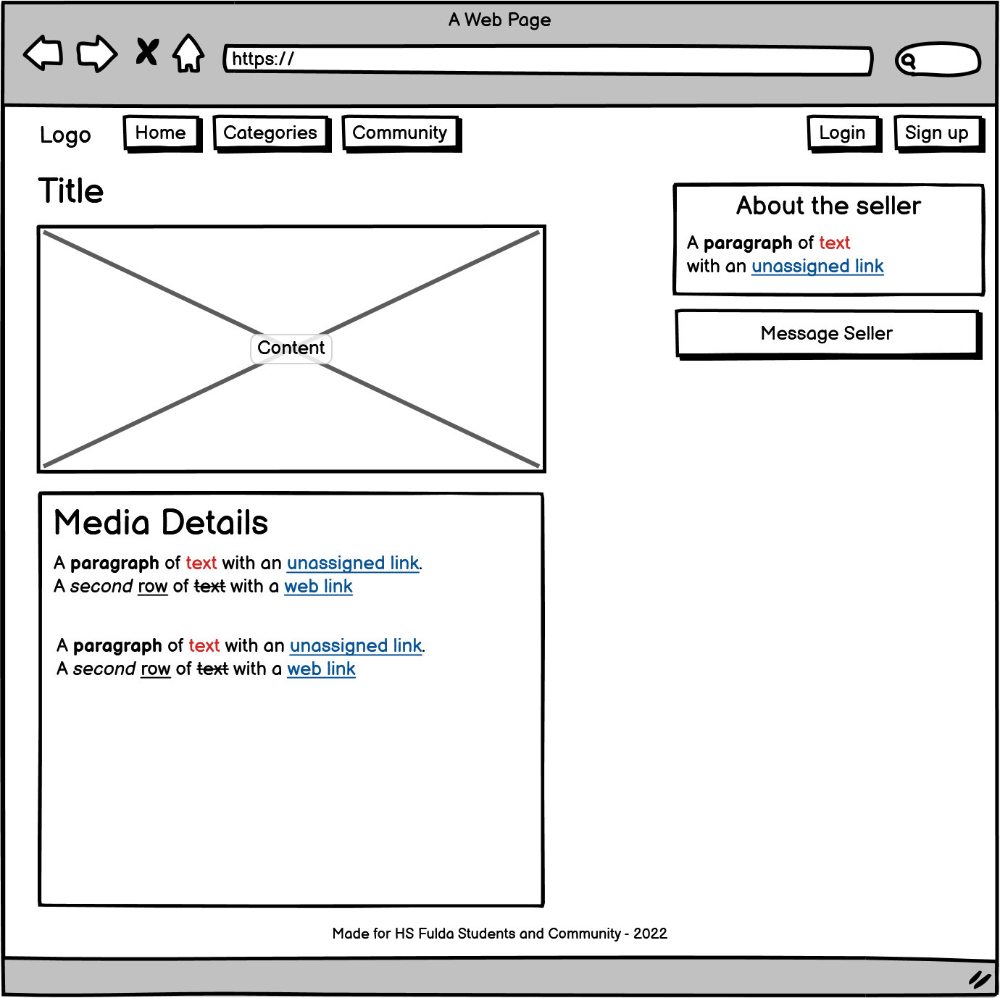 A Web Page
https://
Logo
Home
Categories
Community
Login
Sign up
Title
About the seller
A paragraph of text
with an unassigned link
Content
Message Seller
Media Details
A paragraph of text with an unassigned link.
A second row of text with a web link
A paragraph of text with an unassigned link.
A second row of text with a web link
Made for HS Fulda Students and Community - 2022